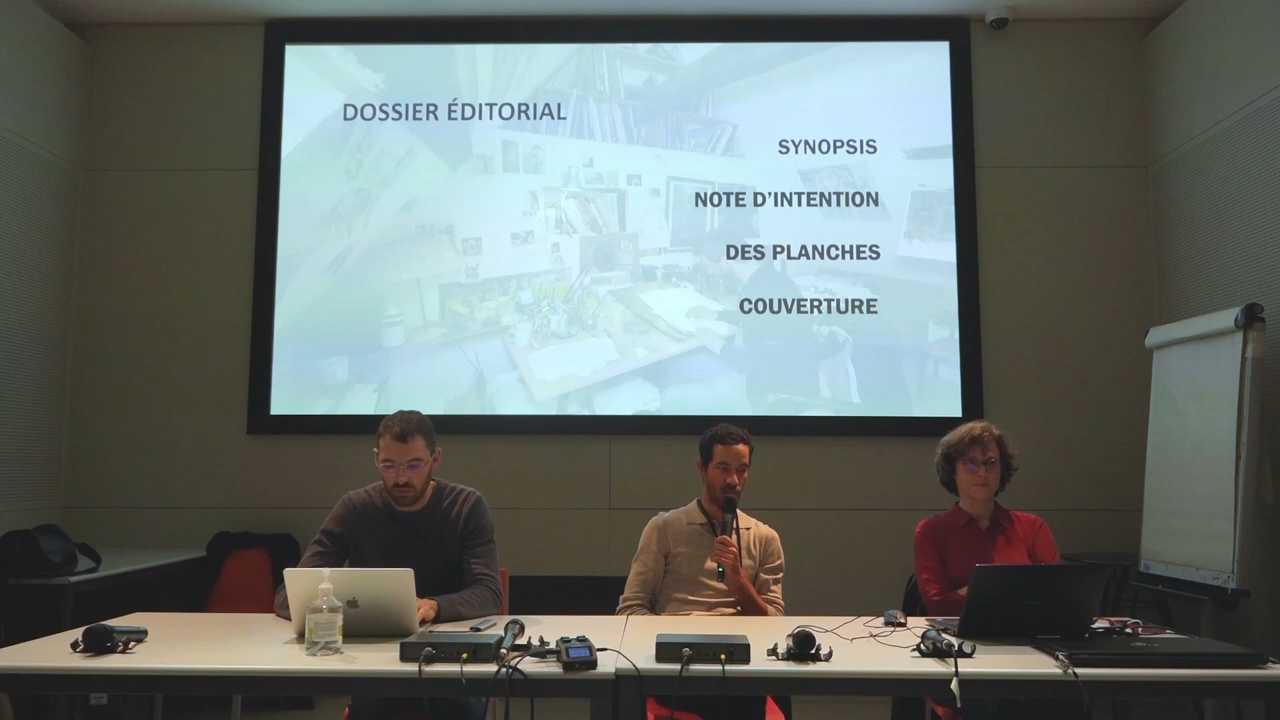 DOSSIER ÉDITORIAL
SYNOPSIS
NOTE D'INTENTION
DES PLANCHES
COUVERTURE